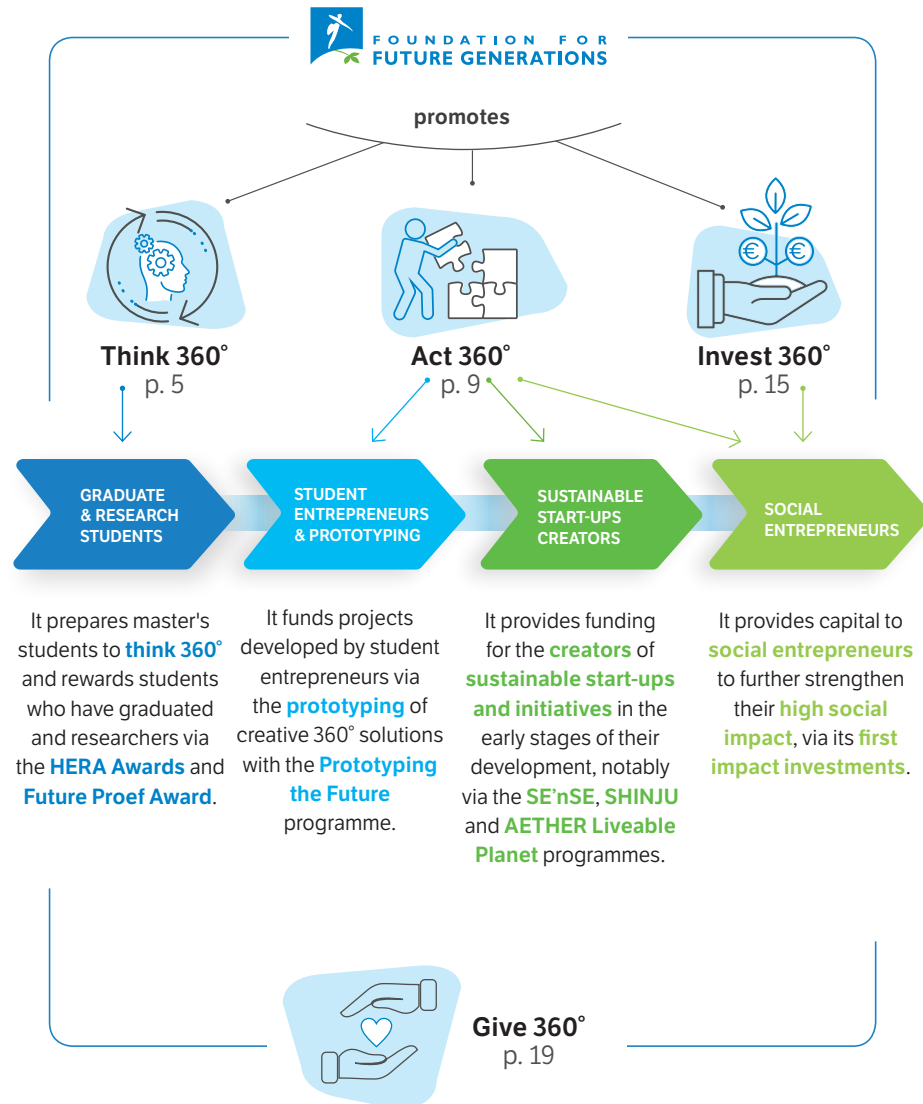 FOUNDATION FOR
FUTURE GENERATIONS
promotes
€ €
Think 360°
p. 5
Act 360°
p. 9
Invest 360°
p. 15
GRADUATE
& RESEARCH
STUDENTS
STUDENT
ENTREPRENEURS
& PROTOTYPING
SUSTAINABLE
START-UPS
CREATORS
SOCIAL
ENTREPRENEURS
It prepares master's
students to think 360°
and rewards students
who have graduated
and researchers via
the HERA Awards and
Future Proef Award.
It funds projects
developed by student
entrepreneurs via
the prototyping of
creative 360° solutions
with the Prototyping
the Future
programme.
It provides funding
for the creators of
sustainable start-ups
and initiatives in the
early stages of their
development, notably
via the SE’nSE, SHINJU
and AETHER Liveable
Planet programmes.
It provides capital to
social entrepreneurs
to further strengthen
their high social
impact, via its first
impact investments.
Give 360°
p. 19